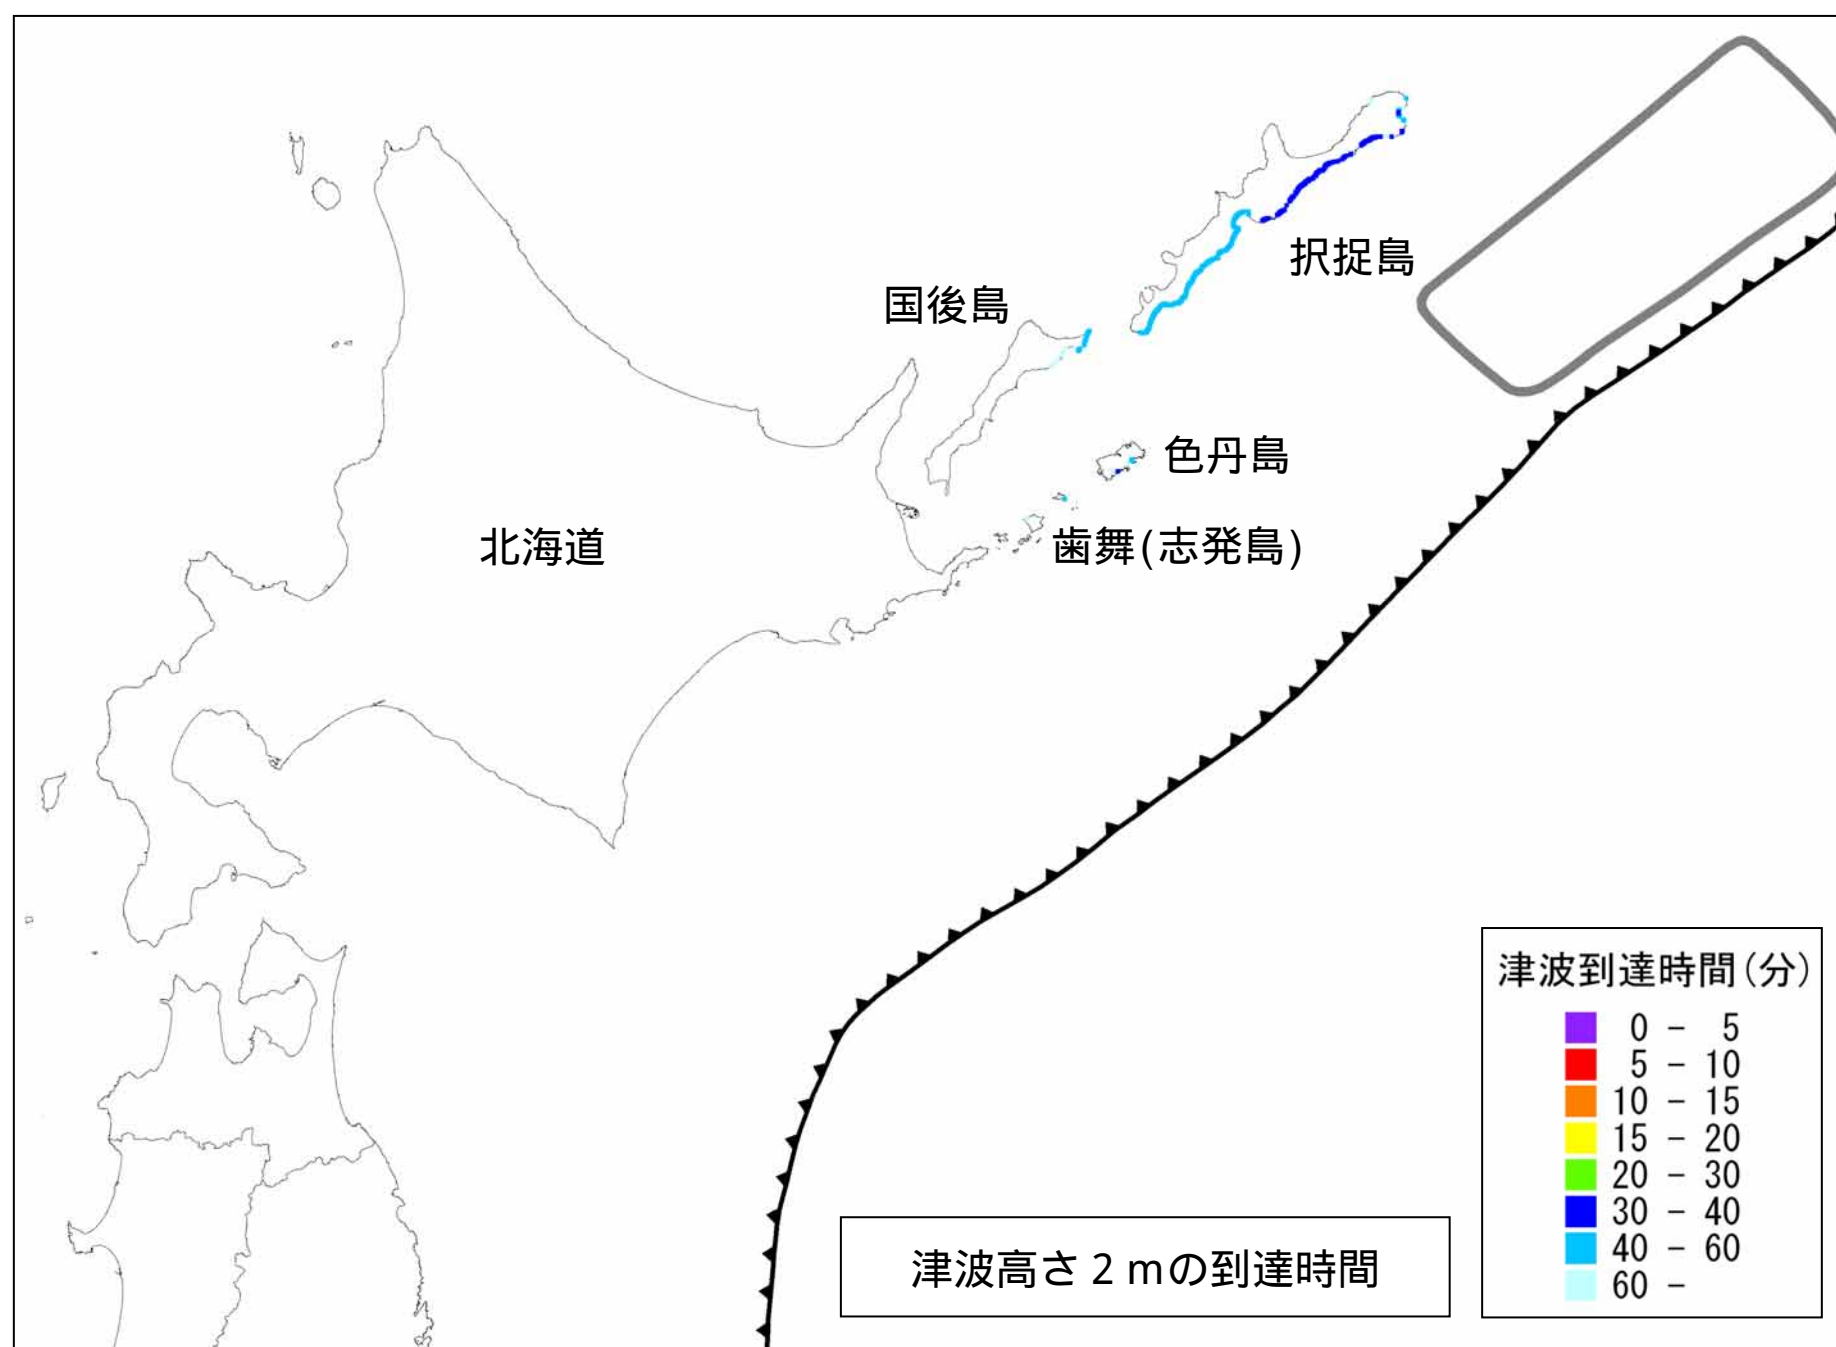 択捉島
国後島
色丹島
北海道
歯舞(志発島)
津波到達時間(分)
0 - 5
5 - 10
10 - 15
15 - 20
20 - 30
30 - 40
40 - 60
60 -
津波高さ2mの到達時間